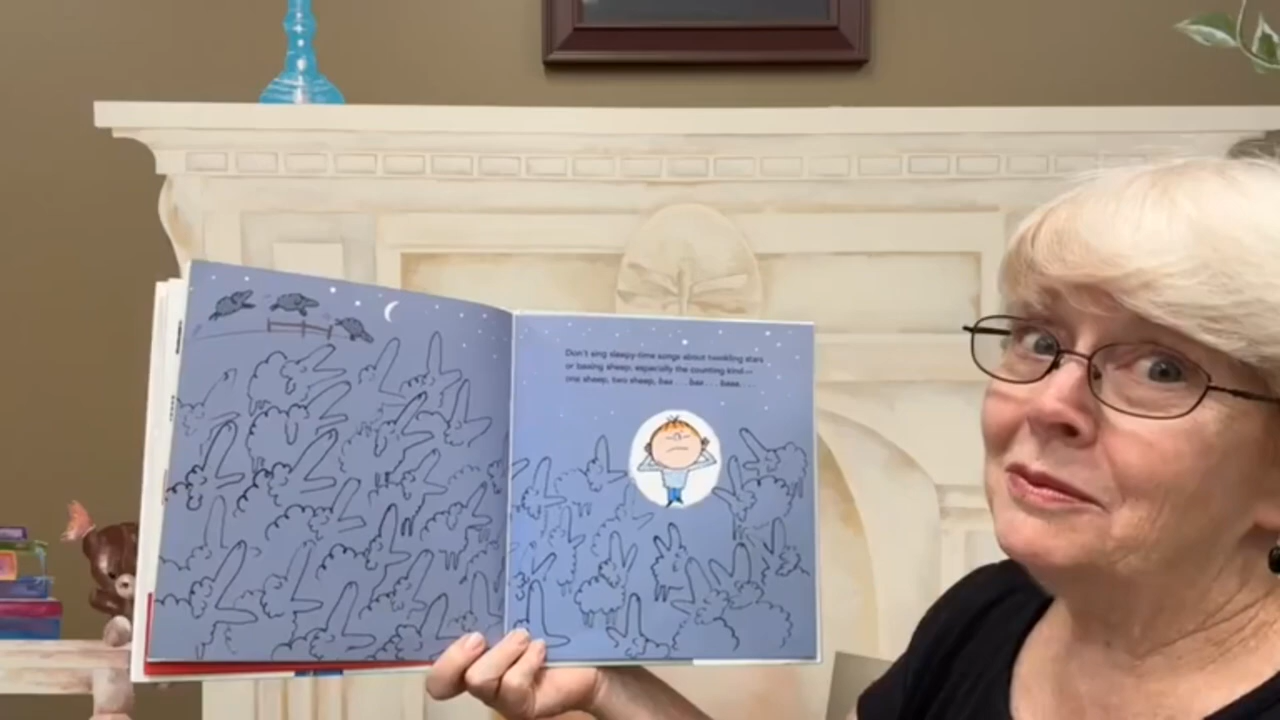 Don't sing sleepy-time songs about twinkling stars
or baaing sheep, especially the counting kind—
one sheep, two sheep, baa . . . baa . . . baaa. . . .